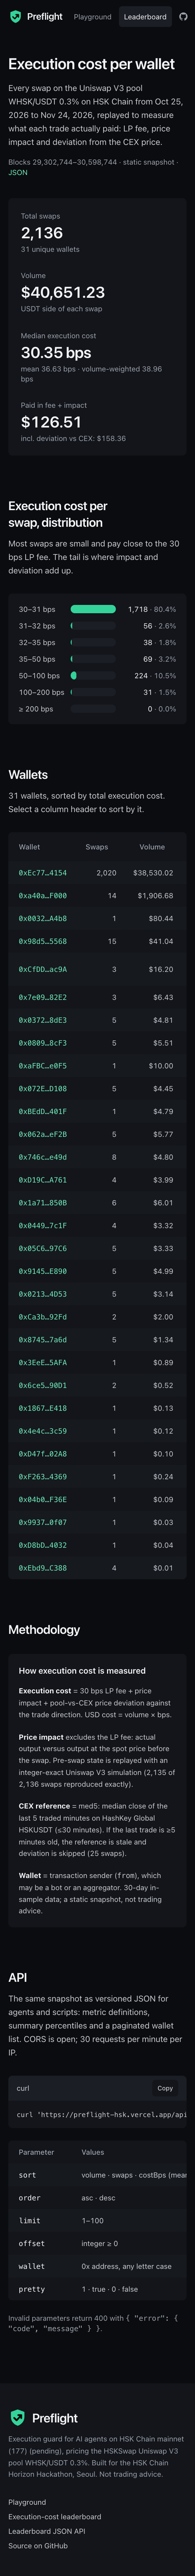 Preflight Playground Leaderboard
Execution cost per wallet
Every swap on the Uniswap V3 pool
WHSK/USDT 0.3% on HSK Chain from Oct 25,
2026 to Nov 24, 2026, replayed to measure
what each trade actually paid: LP fee, price
impact and deviation from the CEX price.
Blocks 29,302,744–30,598,744 · static snapshot ·
JSON
Total swaps
2,136
31 unique wallets
Volume
$40,651.23
USDT side of each swap
Median execution cost
30.35 bps
mean 36.63 bps · volume-weighted 38.96
bps
Paid in fee + impact
$126.51
incl. deviation vs CEX: $158.36
Execution cost per
swap, distribution
Most swaps are small and pay close to the 30
bps LP fee. The tail is where impact and
deviation add up.
30–31 bps 1,718 · 80.4%
31–32 bps 56 · 2.6%
32–35 bps 38 · 1.8%
35–50 bps 69 · 3.2%
50–100 bps 224 · 10.5%
100–200 bps 31 · 1.5%
≥ 200 bps 0 · 0.0%
Wallets
31 wallets, sorted by total execution cost.
Select a column header to sort by it.
Wallet Swaps Volume
0xEc77…4154 2,020 $38,530.02
0xa40a…F000 14 $1,906.68
0x0032…A4b8 1 $80.44
0x98d5…5568 15 $41.04
0xCfDD…ac9A 3 $16.20
0x7e09…82E2 3 $6.43
0x0372…8dE3 5 $4.81
0x0809…8cF3 5 $5.51
0xaFBC…e0F5 1 $10.00
0x072E…D108 5 $4.45
0xBEdD…401F 1 $4.79
0x062a…eF2B 5 $5.77
0x746c…e49d 8 $4.80
0xD19C…A761 4 $3.99
0x1a71…850B 6 $6.01
0x0449…7c1F 4 $3.32
0x05C6…97C6 5 $3.33
0x9145…E890 5 $4.99
0x0213…4D53 5 $3.14
0xCa3b…92Fd 2 $2.00
0x8745…7a6d 5 $1.34
0x3EeE…5AFA 1 $0.89
0x6ce5…90D1 2 $0.52
0x1867…E418 1 $0.13
0x4e4c…3c59 1 $0.12
0xD47f…02A8 1 $0.10
0xF263…4369 1 $0.24
0x04b0…F36E 1 $0.09
0x9937…0f07 1 $0.03
0xD8bD…4032 1 $0.04
0xEbd9…C388 4 $0.01
Methodology
How execution cost is measured
Execution cost = 30 bps LP fee + price
impact + pool-vs-CEX price deviation against
the trade direction. USD cost = volume × bps.
Price impact excludes the LP fee: actual
output versus output at the spot price before
the swap. Pre-swap state is replayed with an
integer-exact Uniswap V3 simulation (2,135 of
2,136 swaps reproduced exactly).
CEX reference = med5: median close of the
last 5 traded minutes on HashKey Global
HSKUSDT (≤30 minutes). If the last trade is ≥5
minutes old, the reference is stale and
deviation is skipped (25 swaps).
Wallet = transaction sender (from), which
may be a bot or an aggregator. 30-day in-
sample data; a static snapshot, not trading
advice.
API
The same snapshot as versioned JSON for
agents and scripts: metric definitions,
summary percentiles and a paginated wallet
list. CORS is open; 30 requests per minute per
IP.
curl Copy
curl 'https://preflight-hsk.vercel.app/api
Parameter Values
sort volume · swaps · costBps (mean
order asc · desc
limit 1–100
offset integer ≥ 0
wallet 0x address, any letter case
pretty 1 · true · 0 · false
Invalid parameters return 400 with { "error": {
"code", "message" } }.
Preflight
Execution guard for AI agents on HSK Chain mainnet
(177) (pending), pricing the HSKSwap Uniswap V3
pool WHSK/USDT 0.3%. Built for the HSK Chain
Horizon Hackathon, Seoul. Not trading advice.
Playground
Execution-cost leaderboard
Leaderboard JSON API
Source on GitHub